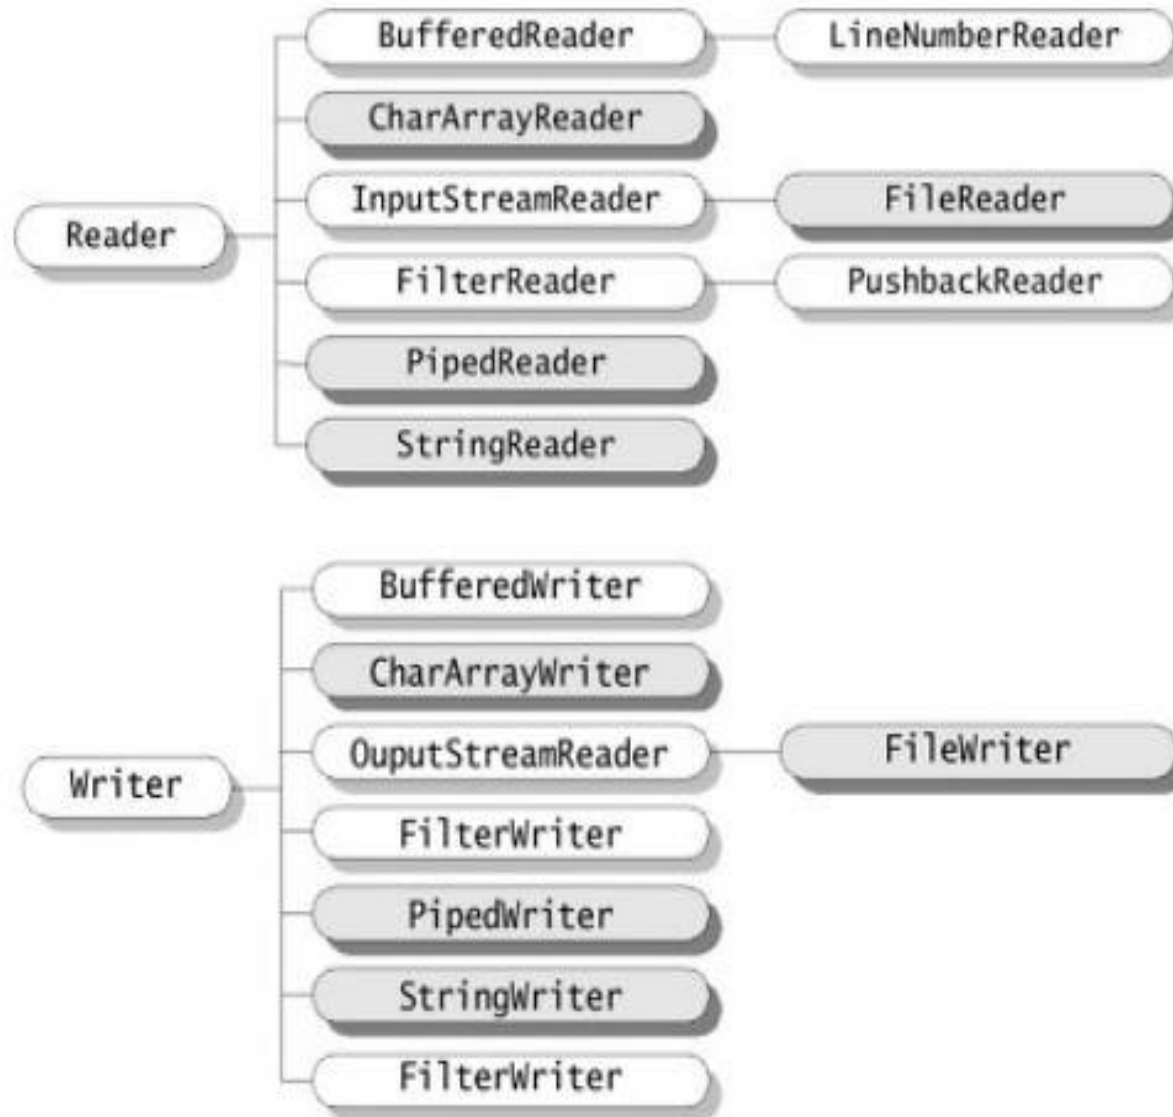 BufferedReader
LineNumberReader
CharArrayReader
InputStreamReader
FileReader
Reader
FilterReader
PushbackReader
PipedReader
StringReader
BufferedWriter
CharArrayWriter
OuputStreamReader
FileWriter
Writer
FilterWriter
PipedWriter
StringWriter
FilterWriter